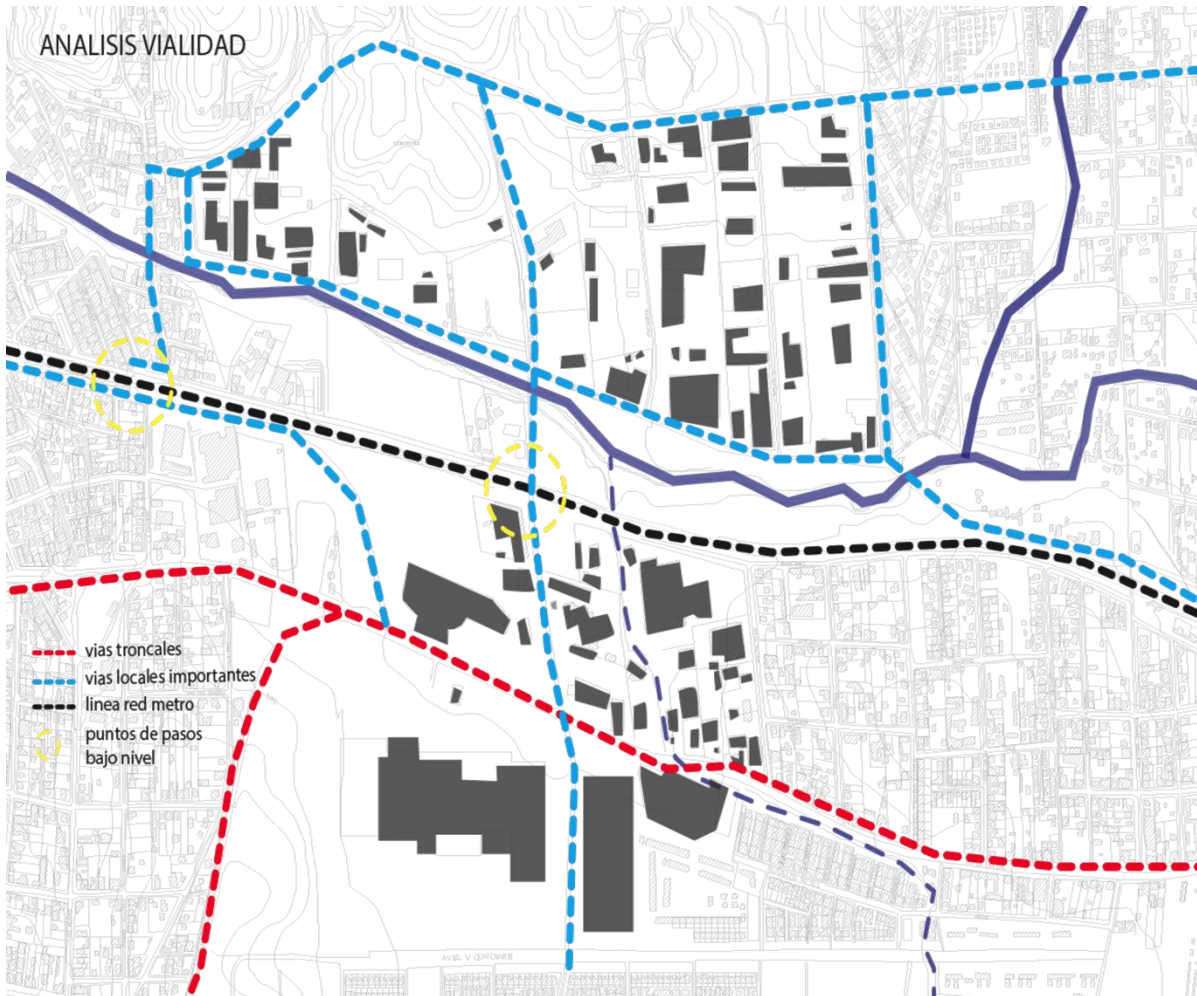 ANALISIS VIALIDAD
vias troncales
vias locales importantes
linea red metro
puntos de pasos
bajo nivel